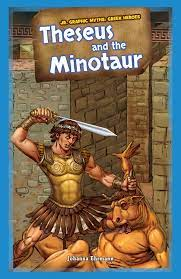 JR. GRAPHIC MYTHS: GREEK HEROES
Theseus
and the
Minotaur
Johanna Ehrmann